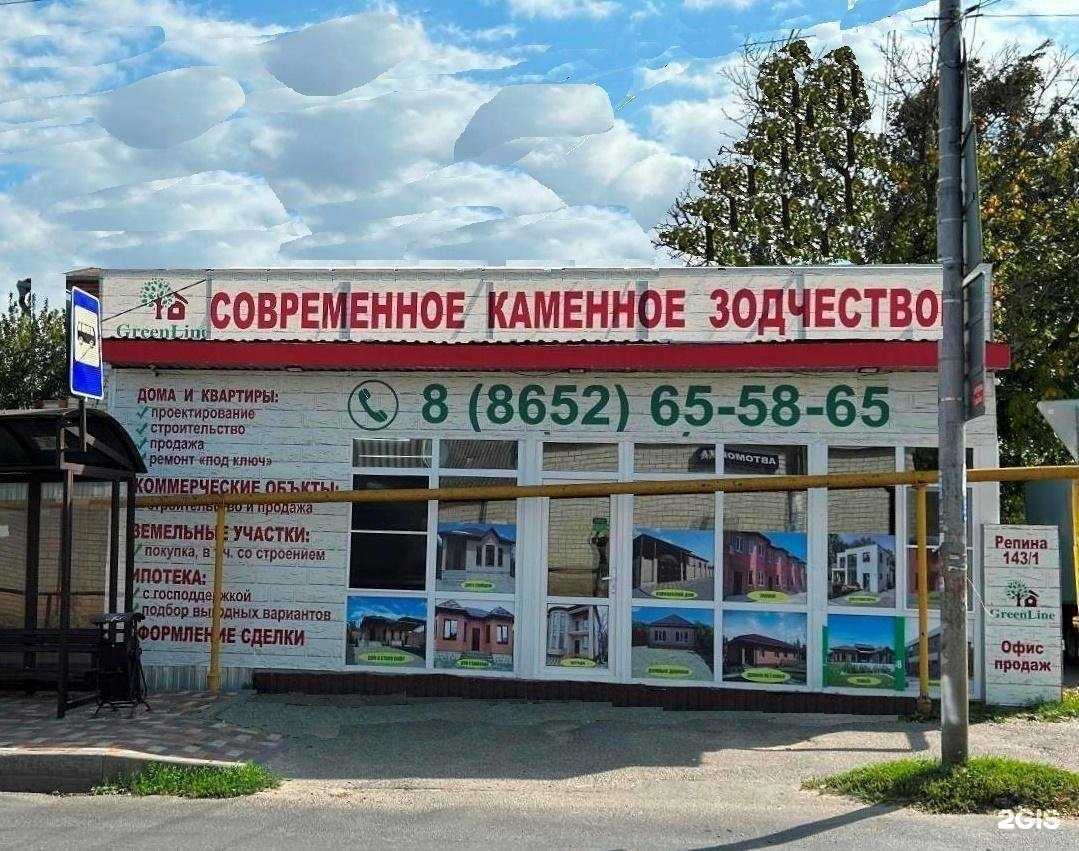 GreenLine
СОВРЕМЕННОЕ КАМЕННОЕ ЗОДЧЕСТВО
8 (8652) 65-58-65
ДОМА И КВАРТИРЫ:
проектирование
строительство
продажа
ремонт «под ключ»
КОММЕРЧЕСКИЕ ОБЪКТЫ:
строительство и продажа
ЗЕМЕЛЬНЫЕ УЧАСТКИ:
покупка, в т.ч. со строением
ИПОТЕКА:
с господдержкой
подбор выгодных вариантов
ОФОРМЛЕНИЕ СДЕЛКИ
Репина
143/1
GreenLine
Офис
продаж
2GIS